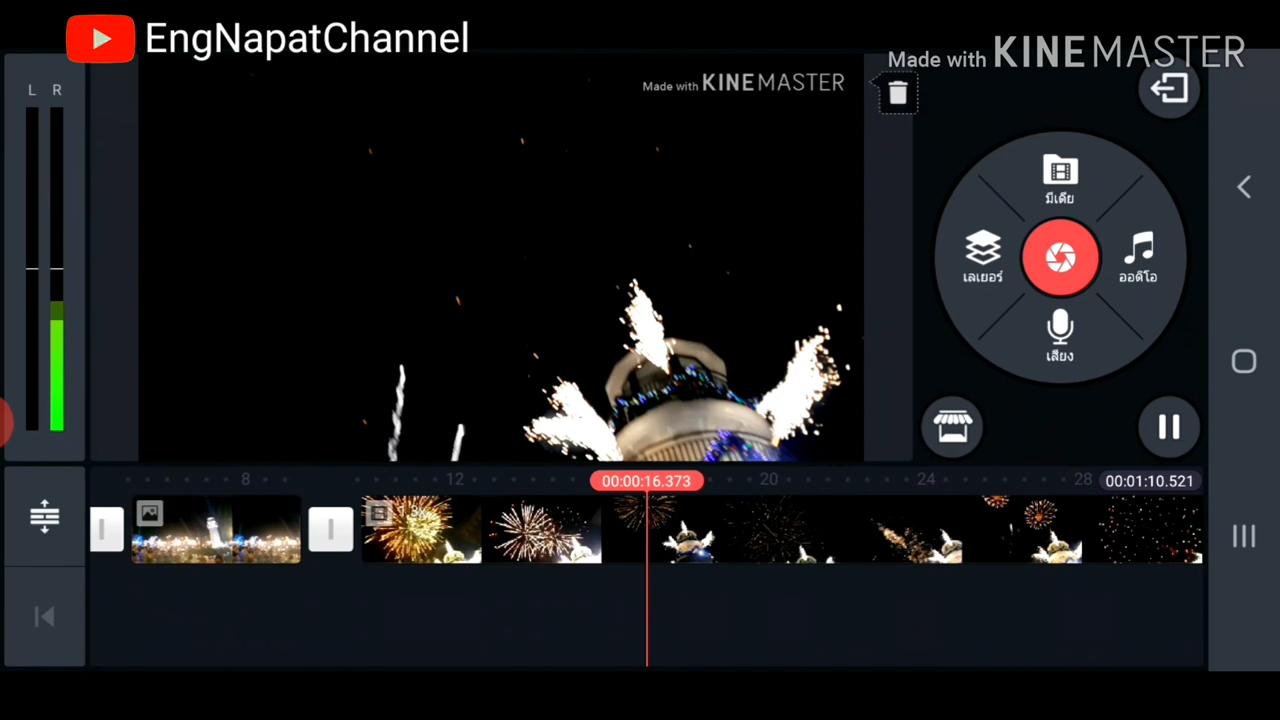 EngNapatChannel
Made with KINEMASTER
L R
Made with KINEMASTER
มีเดีย
เลเยอร์
ออดิโอ
เสียง
8 12 00:00:16.373 20 24 28 00:01:10.521